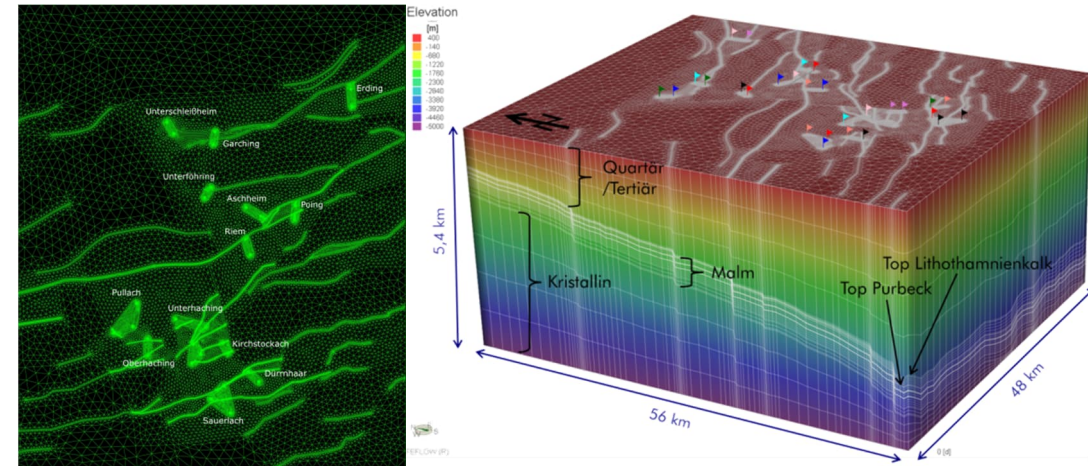 Unterschleißheim
Erding
Garching
Unterföhring
Aschheim
Poing
Riem
Pullach
Unterhaching
Kirchstockach
Oberhaching
Dürrnhaar
Sauerlach
Elevation
[m]
400
-140
-680
-1220
-1760
-2300
-2840
-3380
-3920
-4460
-5000
N
Quartär
/Tertiär
5,4 km
Kristallin
Malm
Top Lithothamnienkalk
Top Purbeck
56 km
48 km
FEFLOW (R)
0 [d]